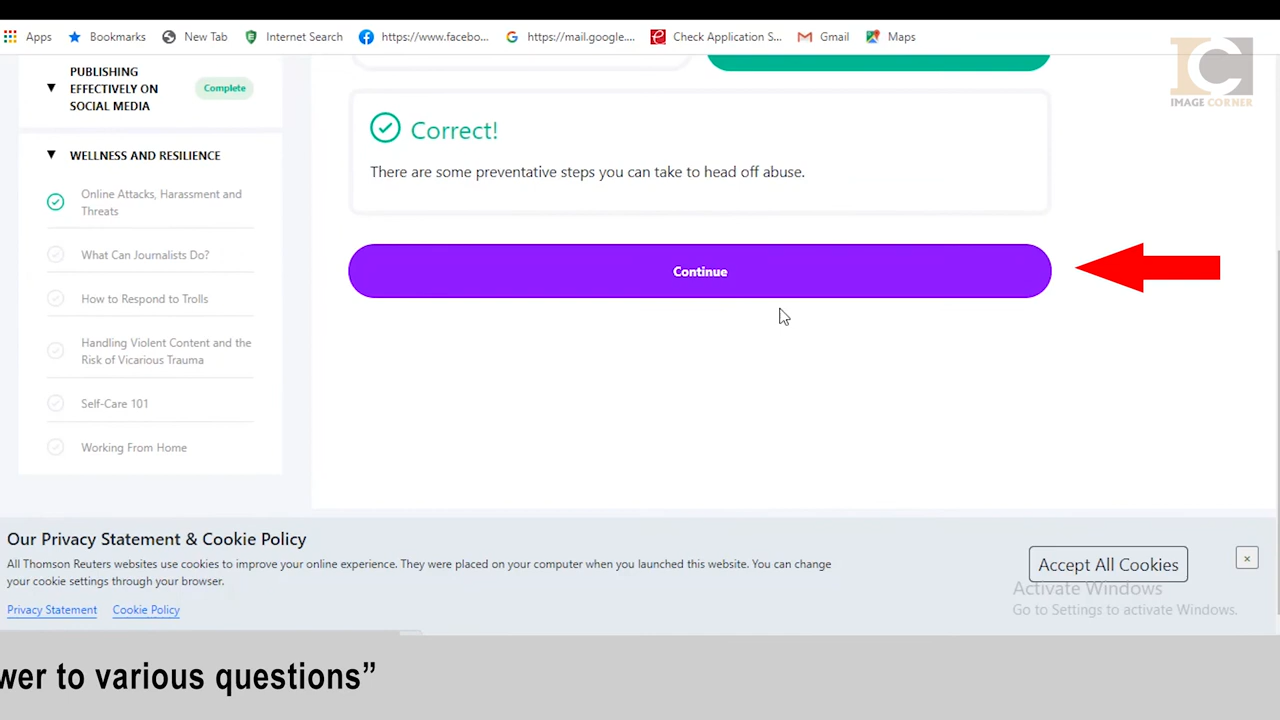 Apps Bookmarks New Tab Internet Search https://www.facebo... https://mail.google.... Check Application S... Gmail Maps
IC
IMAGE CORNER
PUBLISHING
EFFECTIVELY ON
SOCIAL MEDIA
Complete
WELLNESS AND RESILIENCE
Online Attacks, Harassment and
Threats
What Can Journalists Do?
How to Respond to Trolls
Handling Violent Content and the
Risk of Vicarious Trauma
Self-Care 101
Working From Home
Correct!
There are some preventative steps you can take to head off abuse.
Continue
Our Privacy Statement & Cookie Policy
All Thomson Reuters websites use cookies to improve your online experience. They were placed on your computer when you launched this website. You can change
your cookie settings through your browser.
Privacy Statement Cookie Policy
Accept All Cookies
Activate Windows
Go to Settings to activate Windows.
wer to various questions”